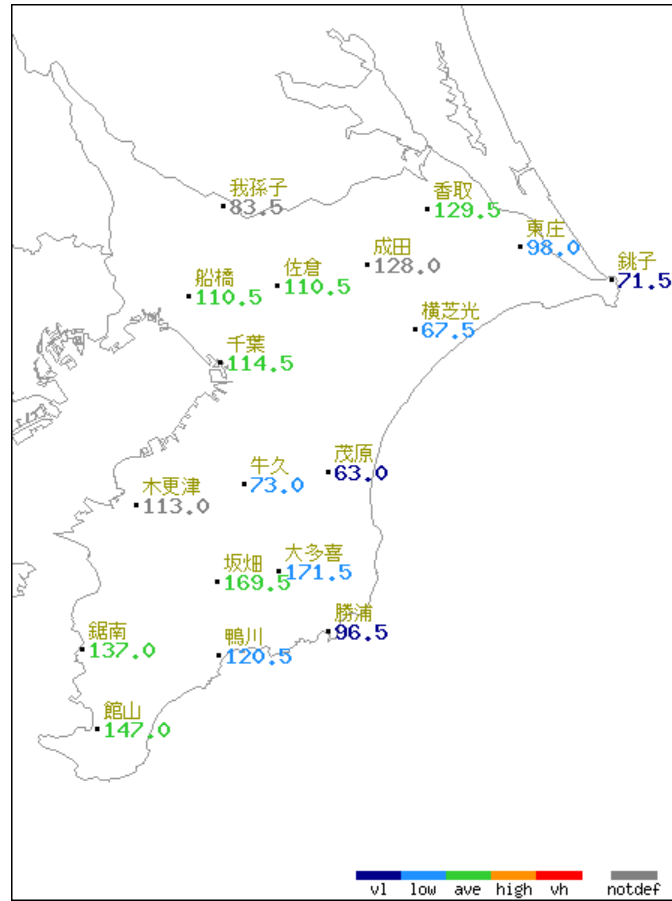 我孫子
83.5
香取
129.5
東庄
98.0
成田
128.0
銚子
71.5
船橋
110.5
佐倉
110.5
横芝光
67.5
千葉
114.5
茂原
63.0
牛久
73.0
木更津
113.0
大多喜
171.5
坂畑
169.5
勝浦
96.5
鋸南
137.0
鴨川
120.5
館山
147.0
vl low ave high vh notdef